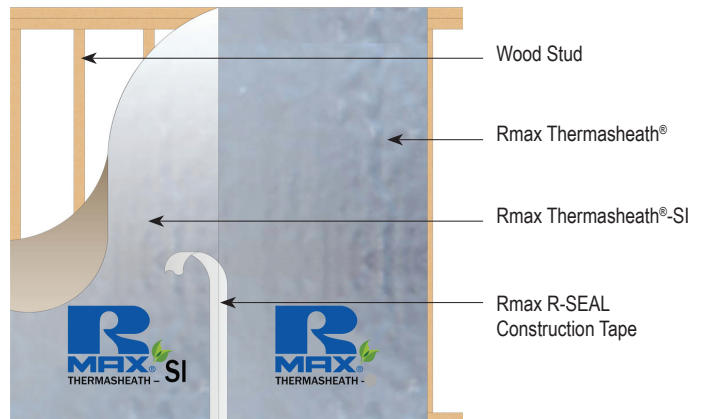 Wood Stud
Rmax Thermasheath®
Rmax Thermasheath®-SI
Rmax R-SEAL
Construction Tape
R
MAX®
THERMASHEATH – SI
R
MAX®
THERMASHEATH -